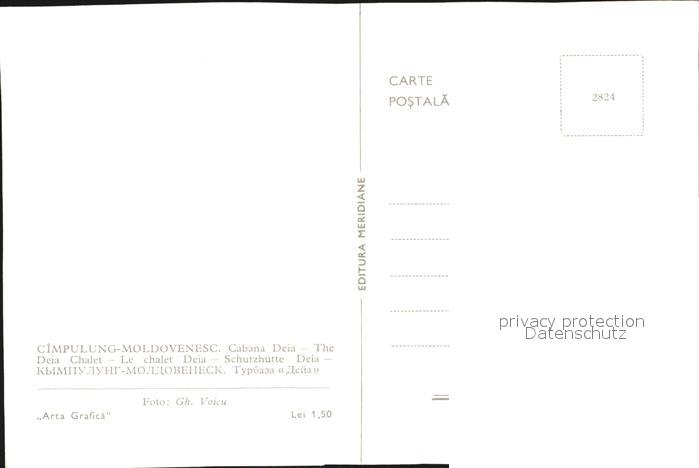 CÎMPULUNG-MOLDOVENESC. Cabana Deia – The
Deia Chalet – Le chalet Deia – Schutzhütte Deia –
КЫМПУЛУНГ-МОЛДОВЕНЕСК. Турбаза «Дейа»
Foto: Gh. Voicu
„Arta Grafică”
Lei 1,50
EDITURA MERIDIANE
CARTE
POȘTALĂ
2824
privacy protection
Datenschutz